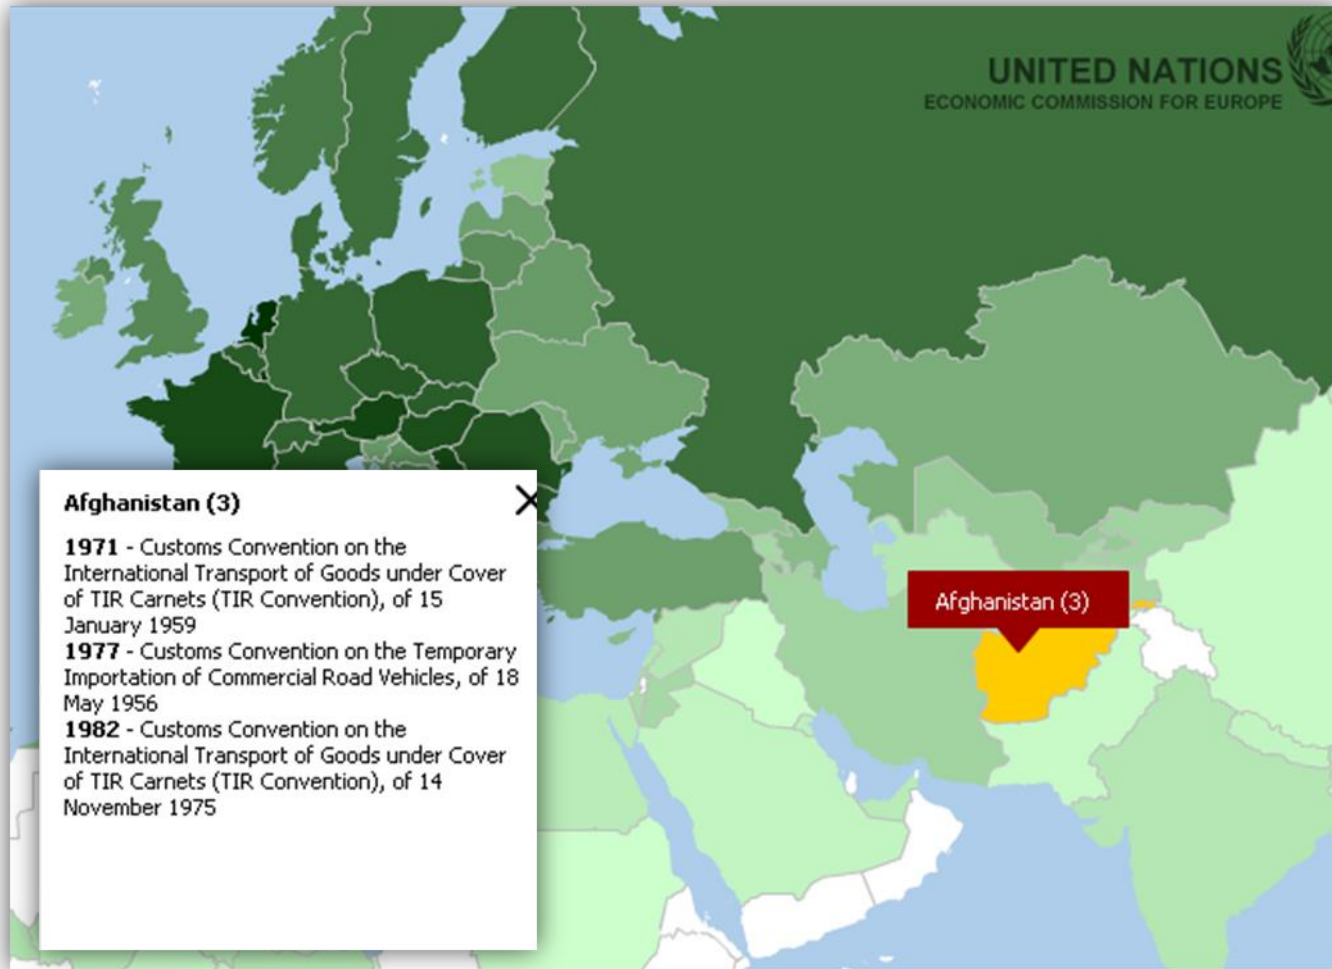 UNITED NATIONS
ECONOMIC COMMISSION FOR EUROPE
Afghanistan (3)
Afghanistan (3)
1971 - Customs Convention on the
International Transport of Goods under Cover
of TIR Carnets (TIR Convention), of 15
January 1959
1977 - Customs Convention on the Temporary
Importation of Commercial Road Vehicles, of 18
May 1956
1982 - Customs Convention on the
International Transport of Goods under Cover
of TIR Carnets (TIR Convention), of 14
November 1975